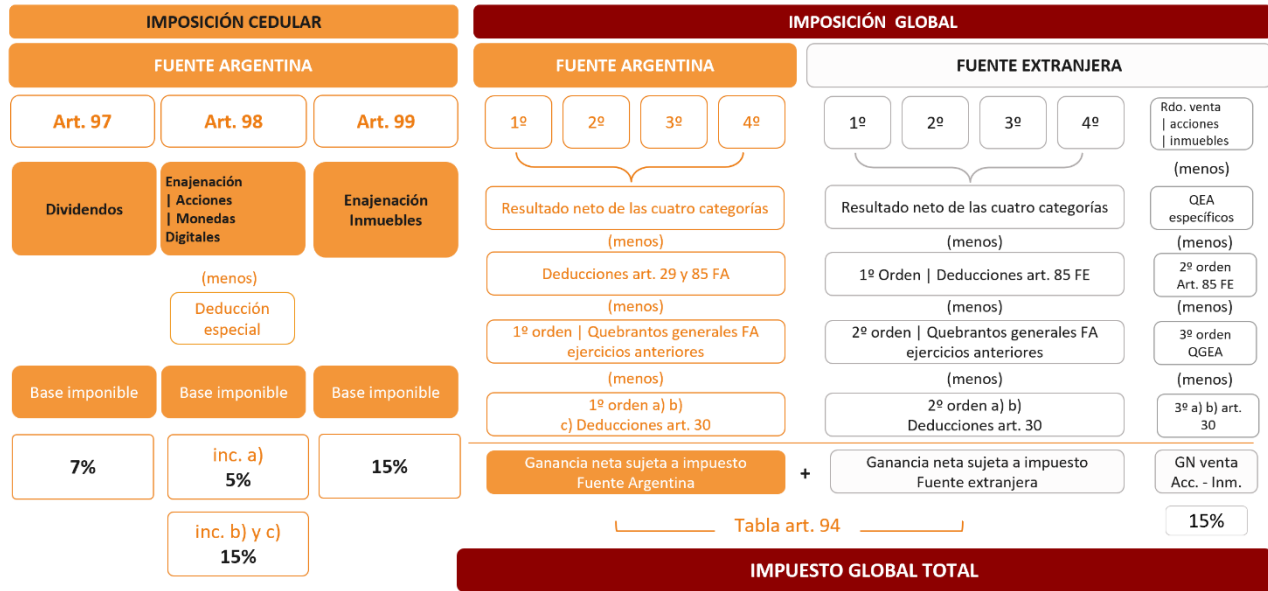 IMPOSICIÓN CEDULAR
FUENTE ARGENTINA
Art. 97
Art. 98
Art. 99
Dividendos
Enajenación
| Acciones
| Monedas
Digitales
Enajenación
Inmuebles
(menos)
Deducción
especial
Base imponible
Base imponible
Base imponible
7%
inc. a)
5%
15%
inc. b) y c)
15%
IMPOSICIÓN GLOBAL
FUENTE ARGENTINA
1º
2º
3º
4º
Resultado neto de las cuatro categorías
(menos)
Deducciones art. 29 y 85 FA
(menos)
1º orden | Quebrantos generales FA
ejercicios anteriores
(menos)
1º orden a) b)
c) Deducciones art. 30
Ganancia neta sujeta a impuesto
Fuente Argentina
+
FUENTE EXTRANJERA
1º
2º
3º
4º
Resultado neto de las cuatro categorías
(menos)
1º Orden | Deducciones art. 85 FE
(menos)
2º orden | Quebrantos generales FA
ejercicios anteriores
(menos)
2º orden a) b)
Deducciones art. 30
Ganancia neta sujeta a impuesto
Fuente extranjera
Rdo. venta
| acciones
| inmuebles
(menos)
QEA
específicos
(menos)
2º orden
Art. 85 FE
(menos)
3º orden
QGEA
(menos)
3º a) b) art.
30
GN venta
Acc. - Inm.
15%
Tabla art. 94
IMPUESTO GLOBAL TOTAL